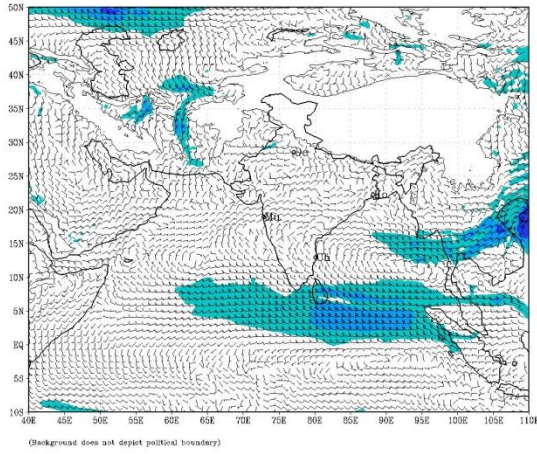 50N
45N
40N
35N
30N
25N
20N
15N
10N
5N
EQ
5S
10S
40E 45E 50E 55E 60E 65E 70E 75E 80E 85E 90E 95E 100E 105E 110E
De
Mu
Ch
(Background does not depict political boundary)